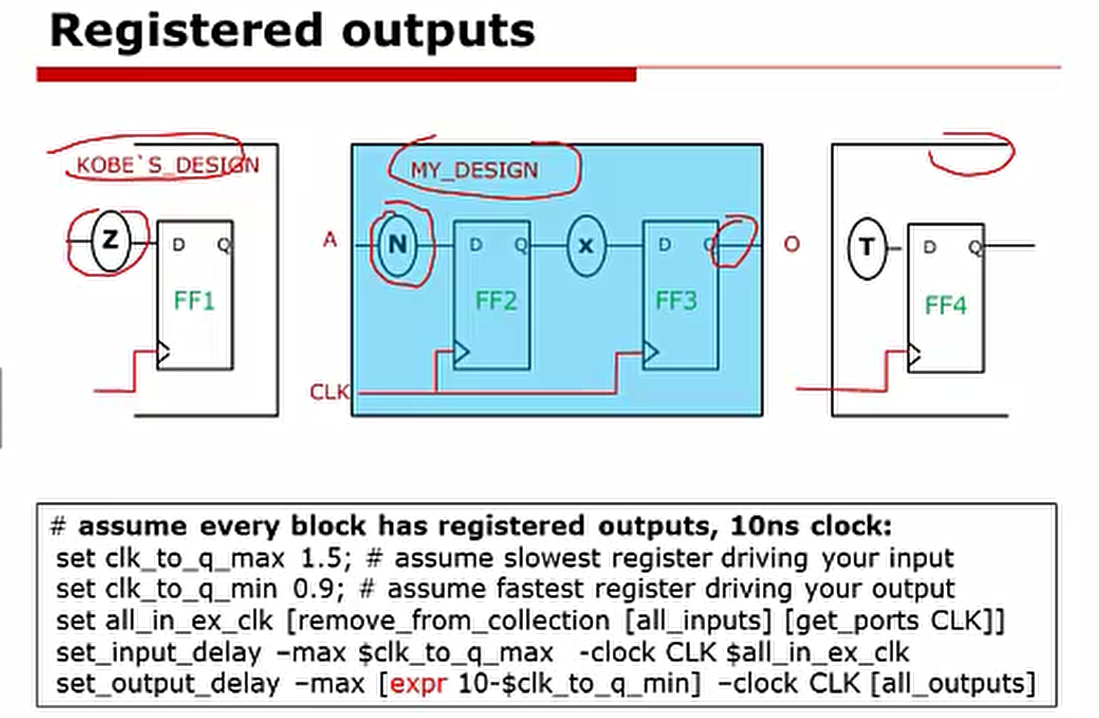 Registered outputs
KOBE`S_DESIGN
MY_DESIGN
Z
D Q
FF1
A
N
D Q
FF2
X
D Q
FF3
O
T
D Q
FF4
CLK
# assume every block has registered outputs, 10ns clock:
set clk_to_q_max 1.5; # assume slowest register driving your input
set clk_to_q_min 0.9; # assume fastest register driving your output
set all_in_ex_clk [remove_from_collection [all_inputs] [get_ports CLK]]
set_input_delay –max $clk_to_q_max -clock CLK $all_in_ex_clk
set_output_delay –max [expr 10-$clk_to_q_min] –clock CLK [all_outputs]